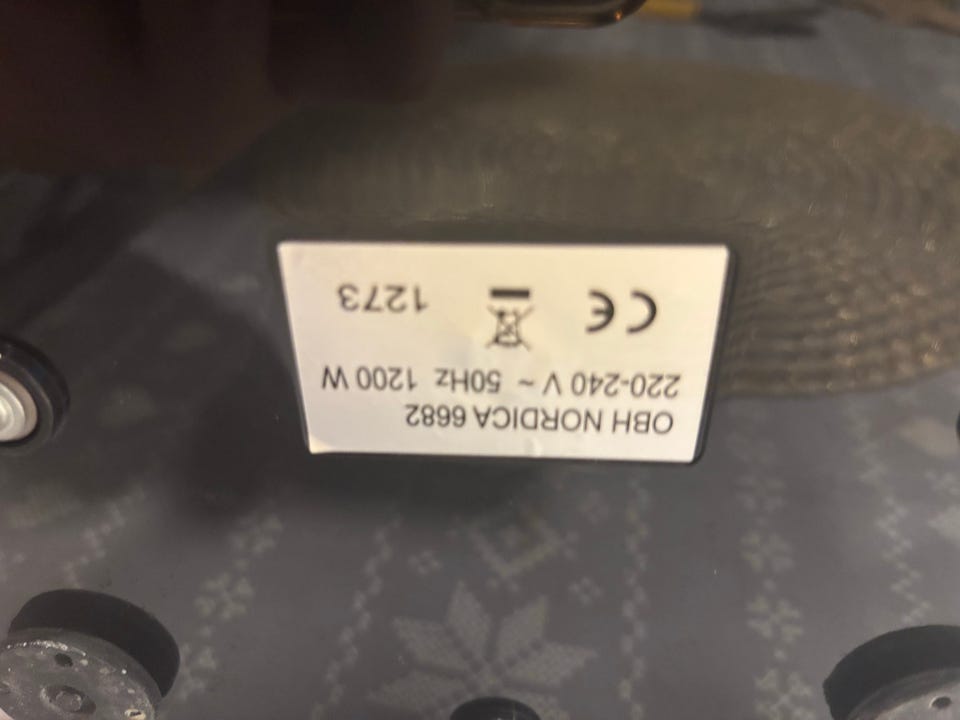 OBH NORDICA 6682
220-240 V ~ 50Hz 1200 W
CE 1273